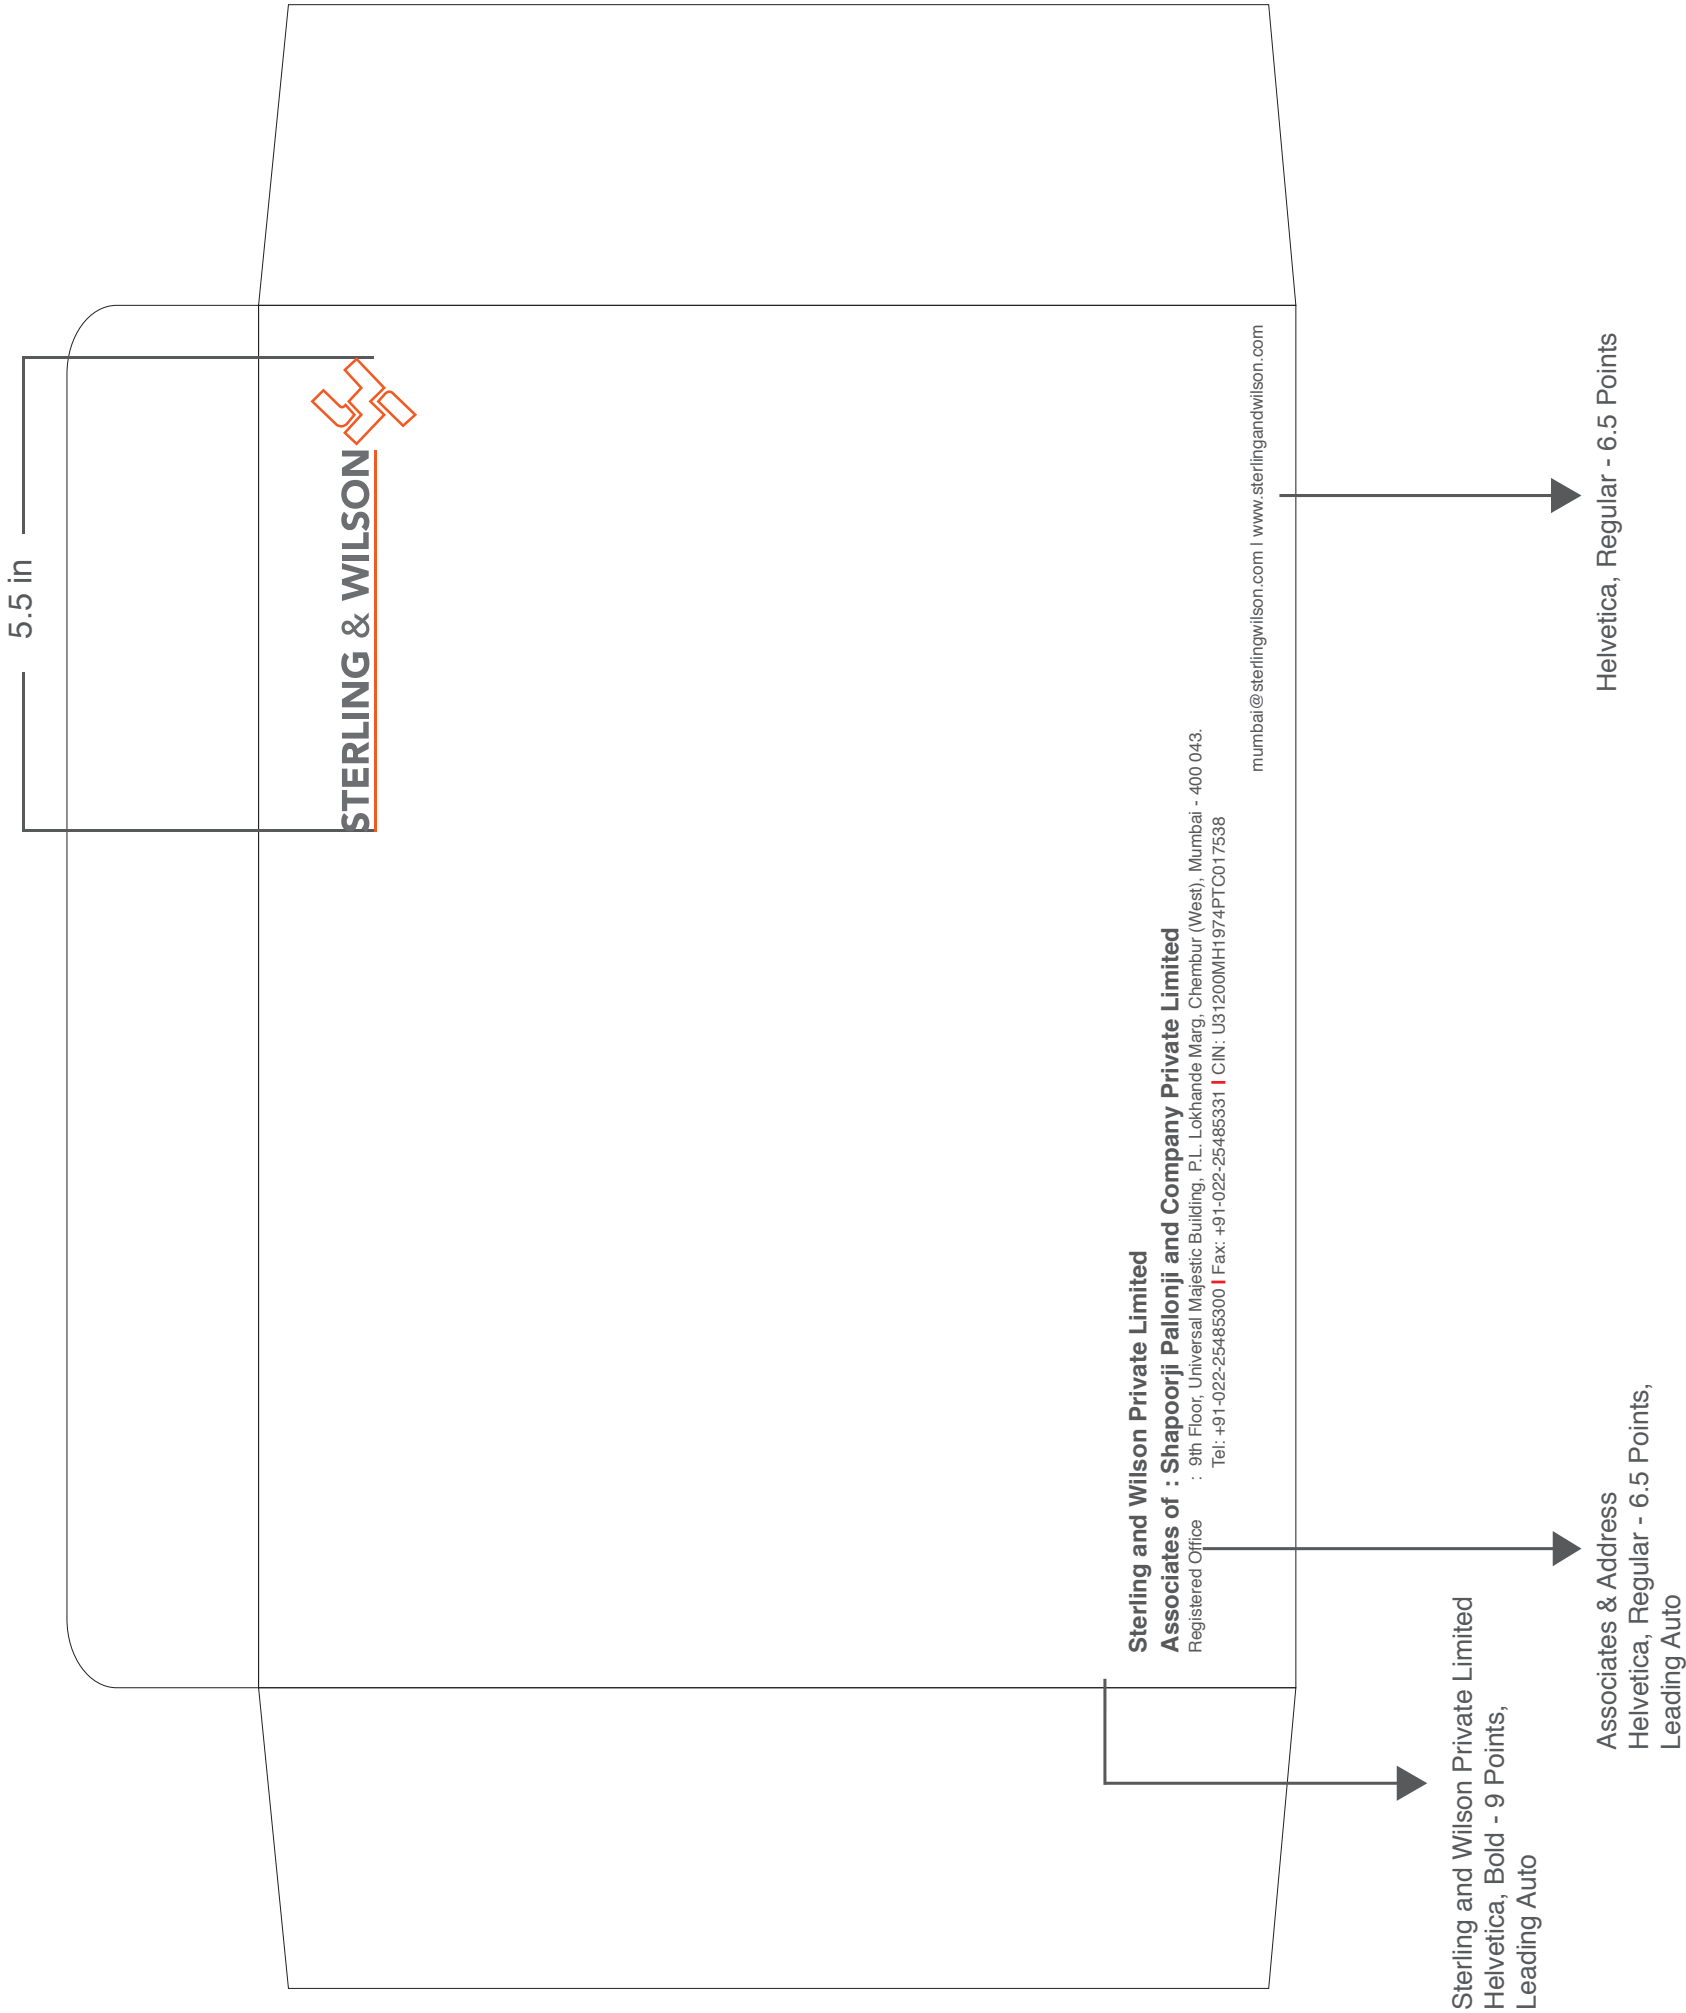 5.5 in
STERLING & WILSON
Sterling and Wilson Private Limited
Associates of : Shapoorji Pallonji and Company Private Limited
Registered Office : 9th Floor, Universal Majestic Building, P.L. Lokhande Marg, Chembur (West), Mumbai - 400 043.
Tel: +91-022-25485300 I Fax: +91-022-25485331 I CIN: U31200MH1974PTC017538
mumbai@sterlingwilson.com I www.sterlingandwilson.com
Sterling and Wilson Private Limited
Helvetica, Bold - 9 Points,
Leading Auto
Associates & Address
Helvetica, Regular - 6.5 Points,
Leading Auto
Helvetica, Regular - 6.5 Points